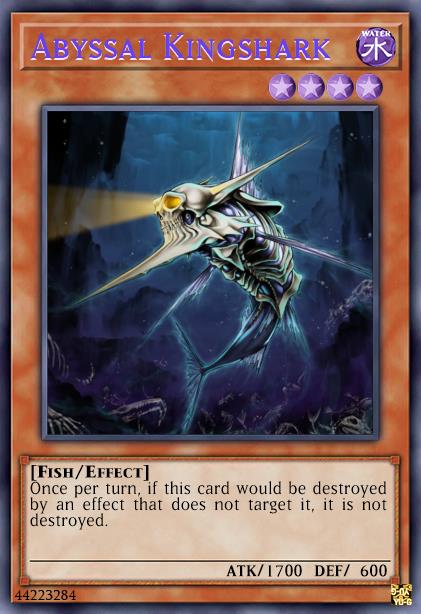 Abyssal Kingshark
WATER
水
[Fish/Effect]
Once per turn, if this card would be destroyed
by an effect that does not target it, it is not
destroyed.
ATK/1700 DEF/ 600
44223284